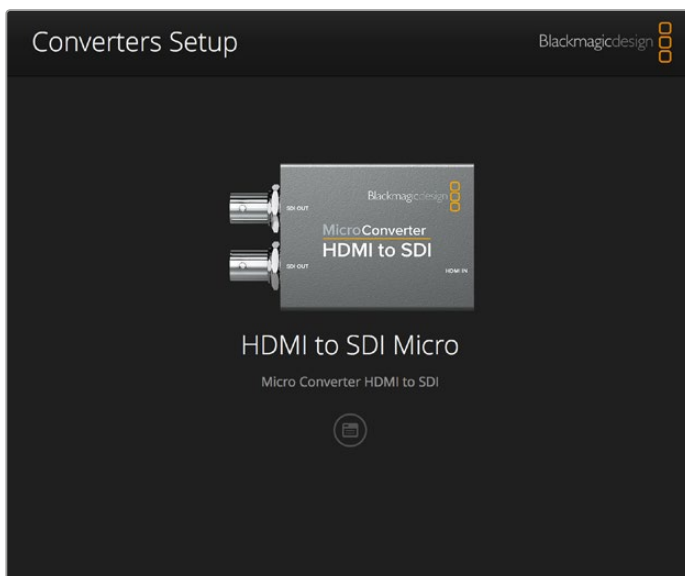 Converters Setup
Blackmagicdesign
Blackmagicdesign
SDI OUT
MicroConverter
HDMI to SDI
SDI OUT
HDMI IN
HDMI to SDI Micro
Micro Converter HDMI to SDI